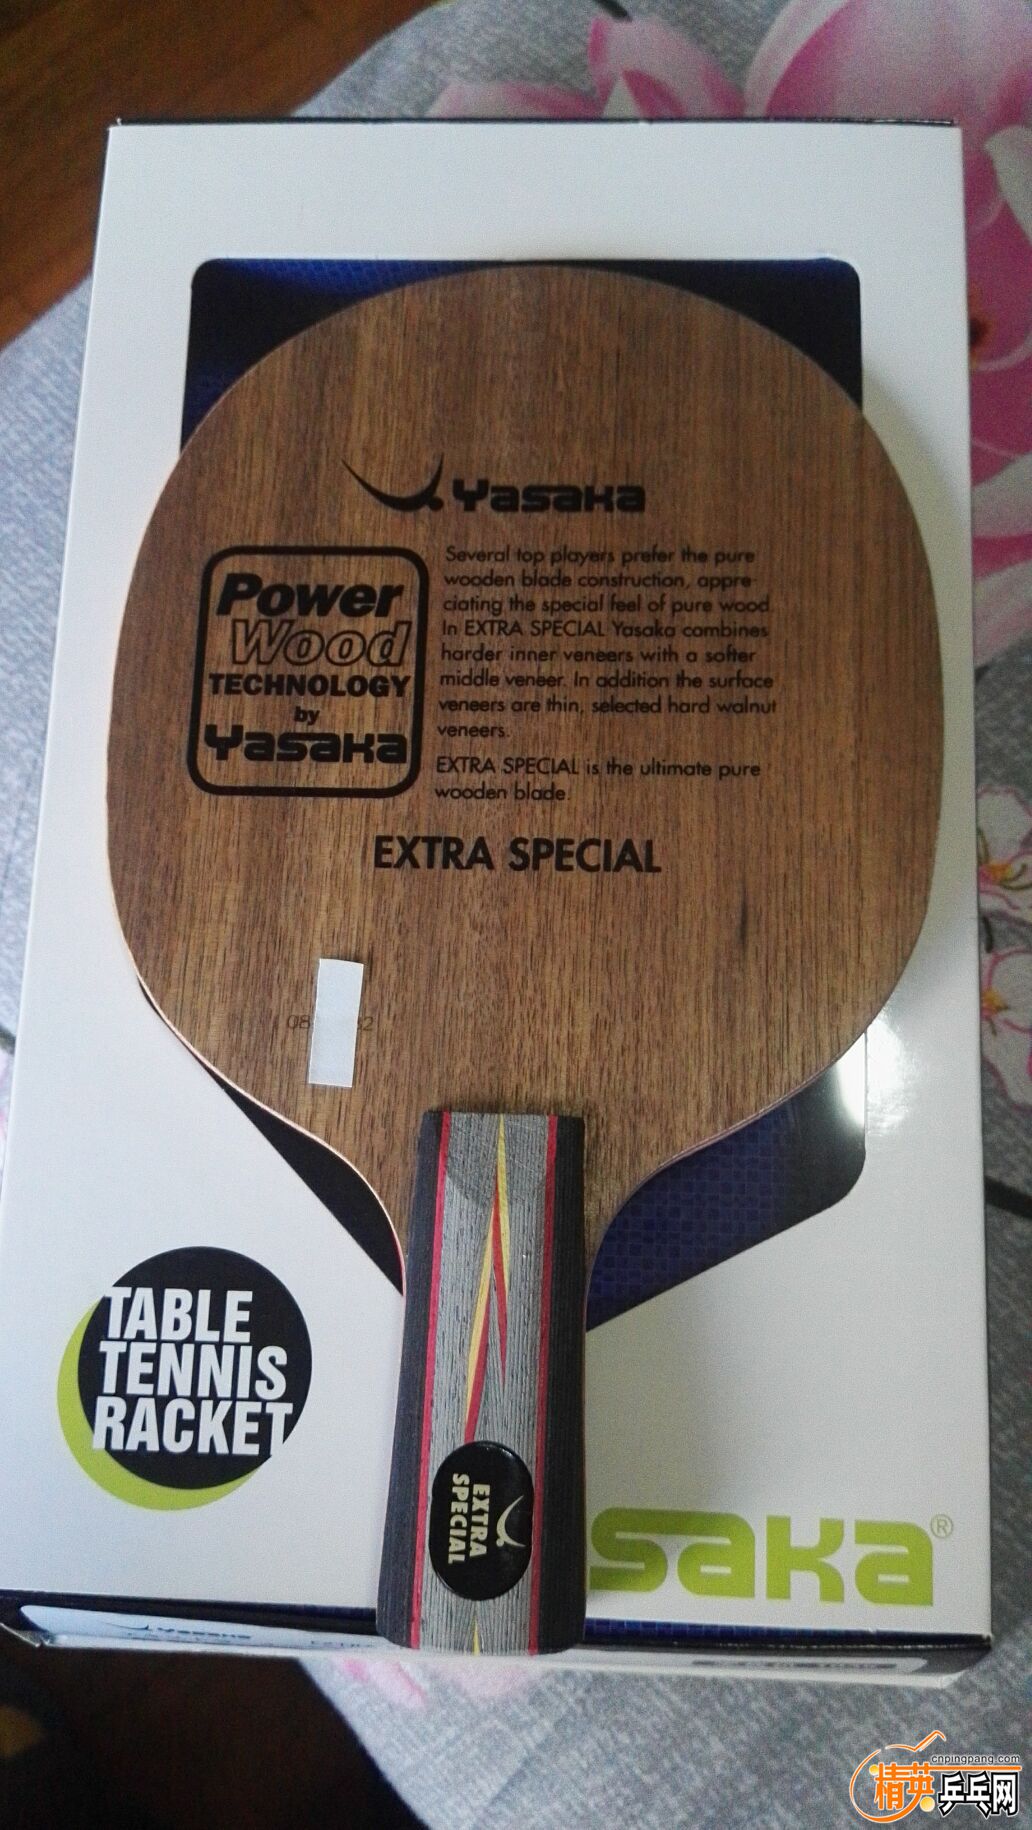 Yasaka
Power
Wood
TECHNOLOGY
by
Yasaka
Several top players prefer the pure
wooden blade construction, appre-
ciating the special feel of pure wood.
In EXTRA SPECIAL Yasaka combines
harder inner veneers with a softer
middle veneer. In addition the surface
veneers are thin, selected hard walnut
veneers.
EXTRA SPECIAL is the ultimate pure
wooden blade.
EXTRA SPECIAL
TABLE
TENNIS
RACKET
EXTRA
SPECIAL
saka®
Yasaka
cnpingpang.com
精英乒乓网